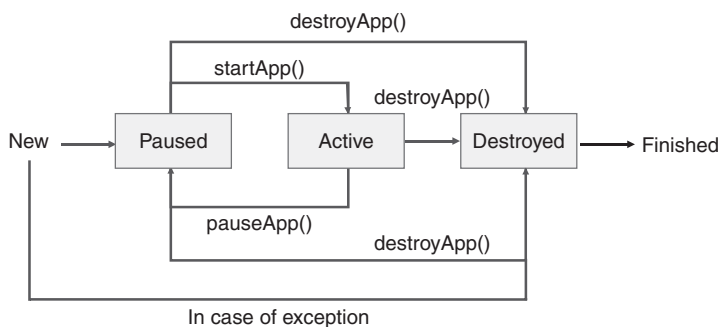 destroyApp()
startApp()
destroyApp()
New
Paused
Active
Destroyed
Finished
pauseApp()
destroyApp()
In case of exception